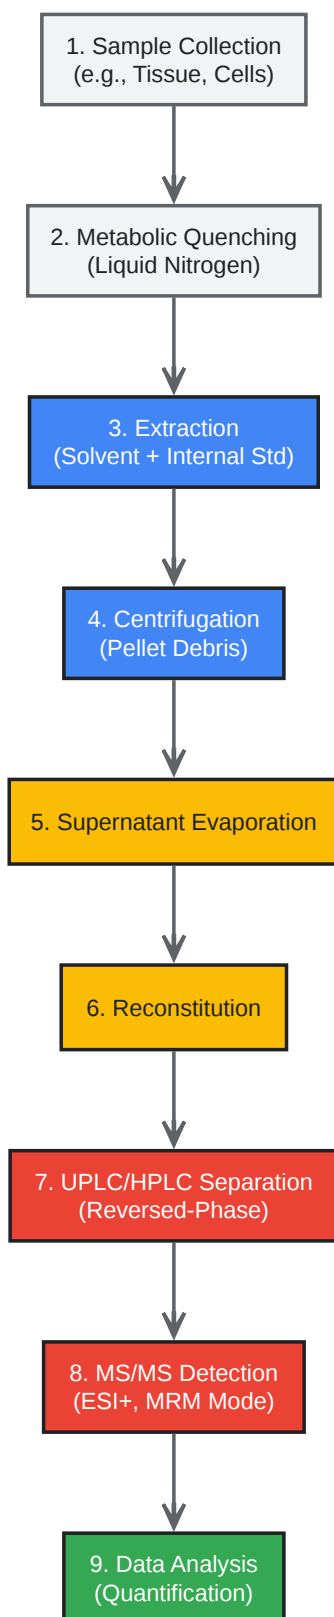 1. Sample Collection
(e.g., Tissue, Cells)
2. Metabolic Quenching
(Liquid Nitrogen)
3. Extraction
(Solvent + Internal Std)
4. Centrifugation
(Pellet Debris)
5. Supernatant Evaporation
6. Reconstitution
7. UPLC/HPLC Separation
(Reversed-Phase)
8. MS/MS Detection
(ESI+, MRM Mode)
9. Data Analysis
(Quantification)